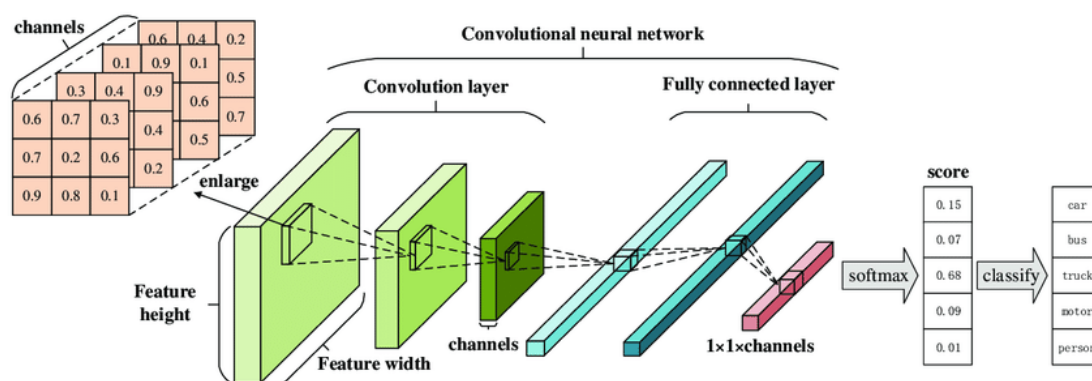 channels
0.6 0.4 0.2
0.1 0.9 0.1
0.5
0.3 0.4 0.9
0.6
0.7
0.6 0.7 0.3
0.4
0.5
0.7 0.2 0.6
0.2
0.9 0.8 0.1
enlarge
Convolutional neural network
Convolution layer
Fully connected layer
Feature
height
Feature width
channels
1×1×channels
softmax
score
0.15
0.07
0.68
0.09
0.01
classify
car
bus
truck
motor
person